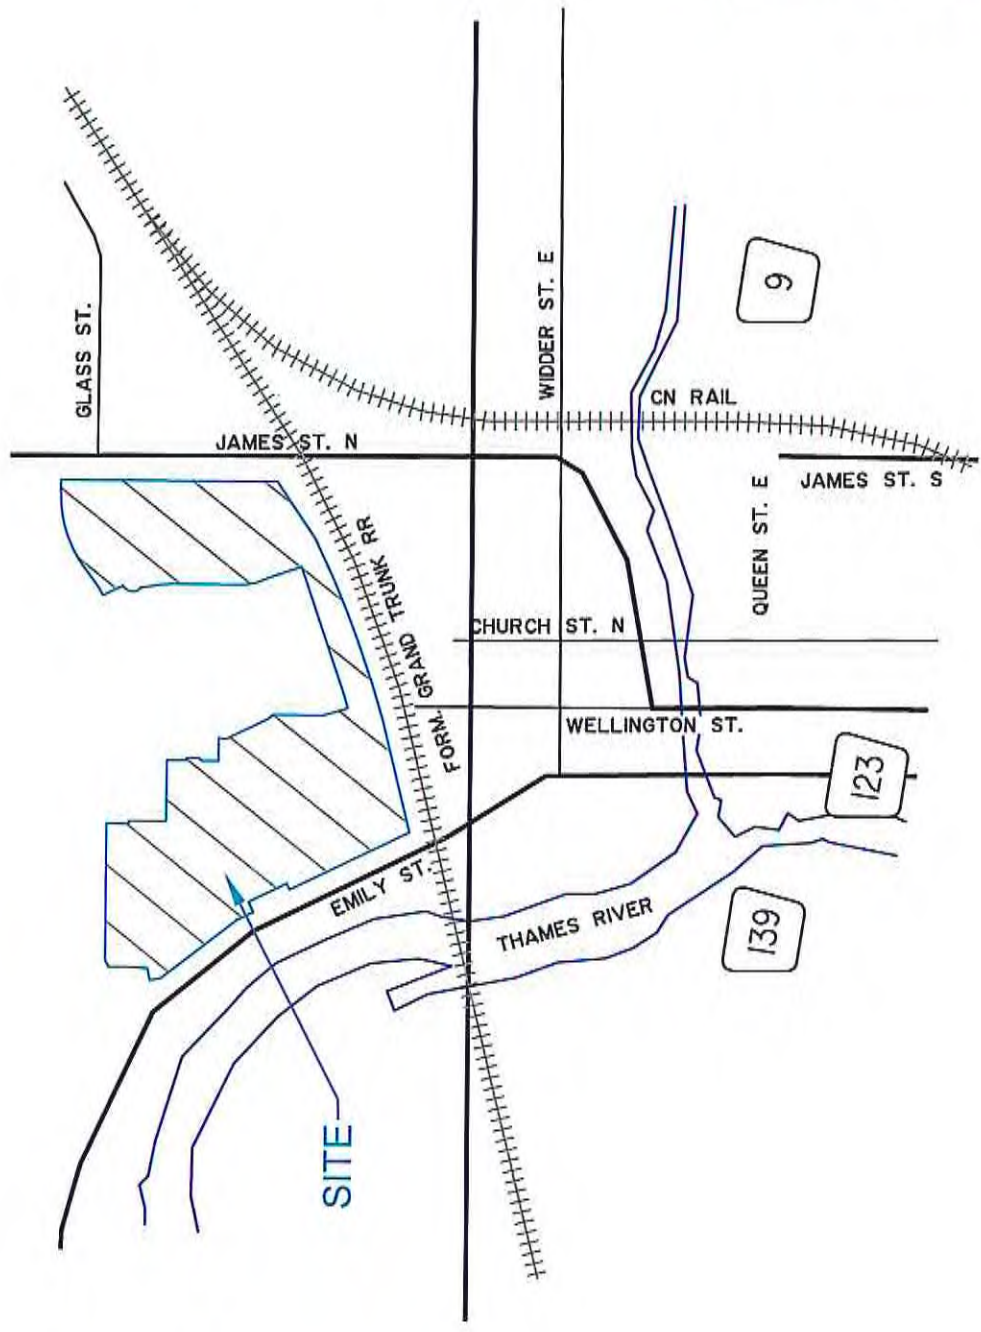 GLASS ST.
JAMES ST. N
WIDDER ST. E
9
CN RAIL
JAMES ST. S
QUEEN ST. E
FORM. GRAND TRUNK RR
CHURCH ST. N
WELLINGTON ST.
123
EMILY ST.
THAMES RIVER
139
SITE